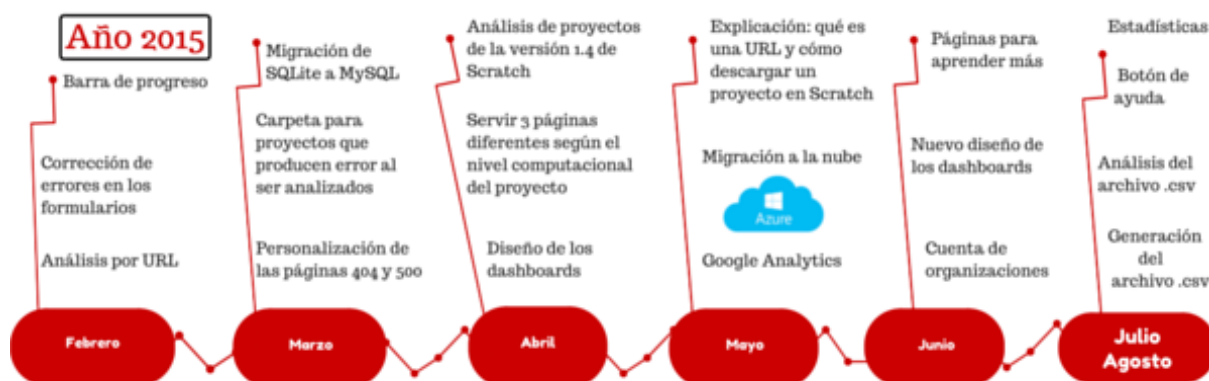 Año 2015
Barra de progreso
Corrección de
errores en los
formularios
Análisis por URL
Febrero
Migración de
SQLite a MySQL
Carpeta para
proyectos que
producen error al
ser analizados
Personalización de
las páginas 404 y 500
Marzo
Análisis de proyectos
de la versión 1.4 de
Scratch
Servir 3 páginas
diferentes según el
nivel computacional
del proyecto
Diseño de los
dashboards
Abril
Explicación: qué es
una URL y cómo
descargar un
proyecto en Scratch
Migración a la nube
Azure
Google Analytics
Mayo
Páginas para
aprender más
Nuevo diseño de
los dashboards
Cuenta de
organizaciones
Junio
Estadísticas
Botón de
ayuda
Análisis del
archivo .csv
Generación
del
archivo .csv
Julio
Agosto